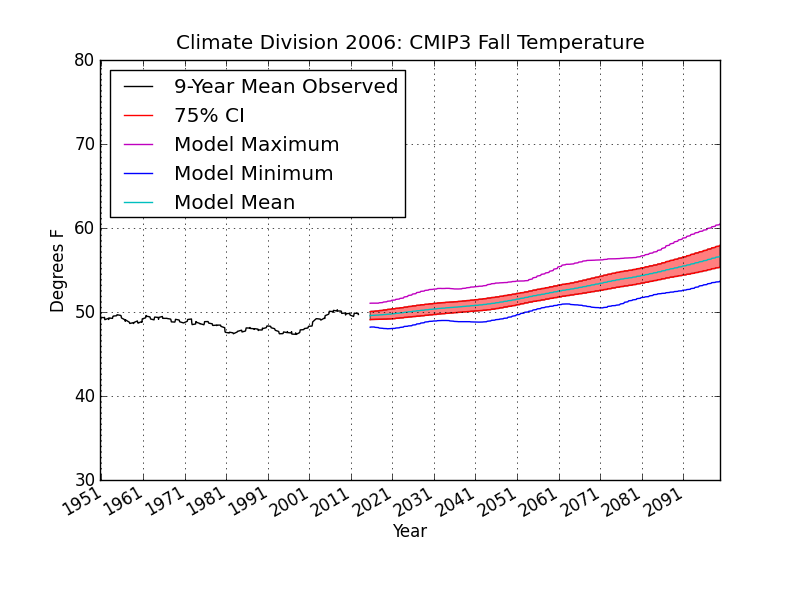 Climate Division 2006: CMIP3 Fall Temperature
80
70
60
50
40
30
Degrees F
9-Year Mean Observed
75% CI
Model Maximum
Model Minimum
Model Mean
1951 1961 1971 1981 1991 2001 2011 2021 2031 2041 2051 2061 2071 2081 2091
Year